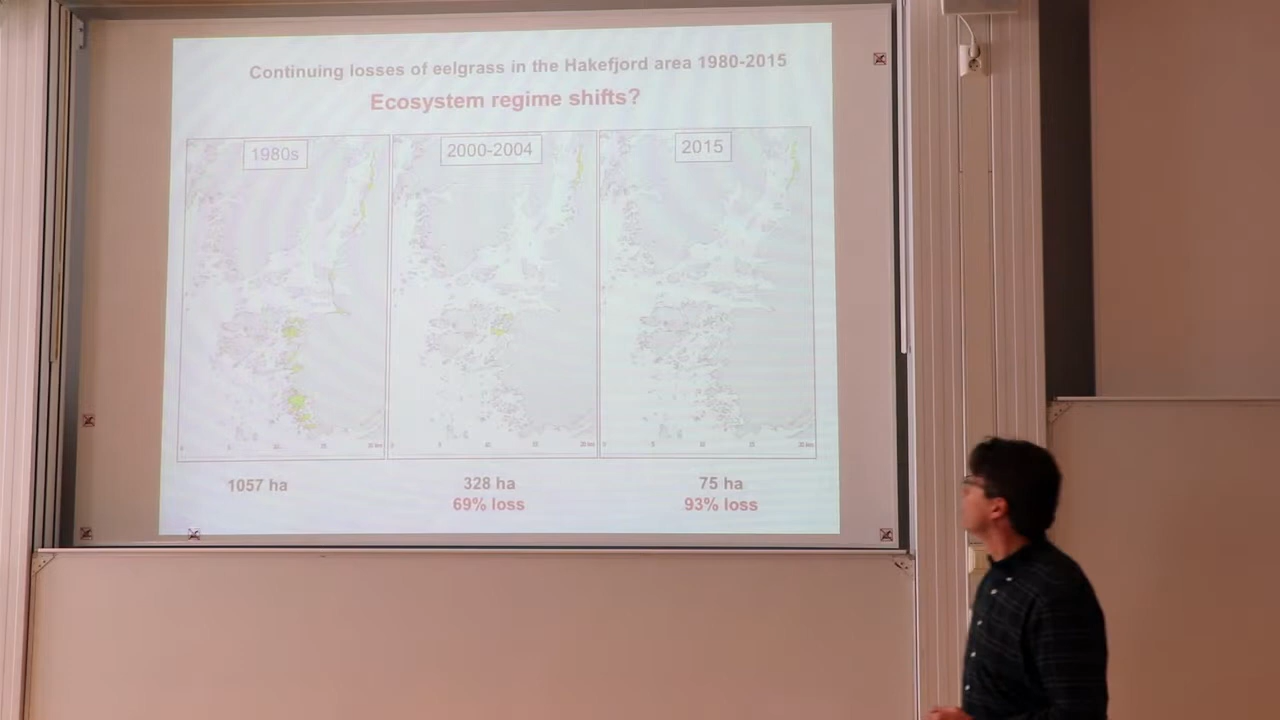 Continuing losses of eelgrass in the Hakefjord area 1980-2015
Ecosystem regime shifts?
1980s
2000-2004
2015
1057 ha
328 ha
69% loss
75 ha
93% loss